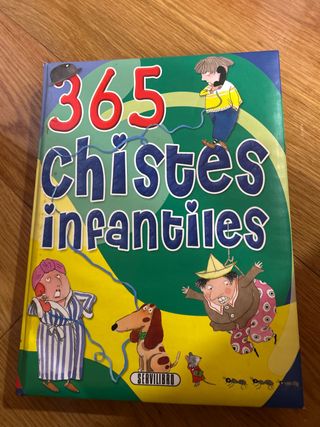 365
Chistes
infantiles
SERVILIBRO